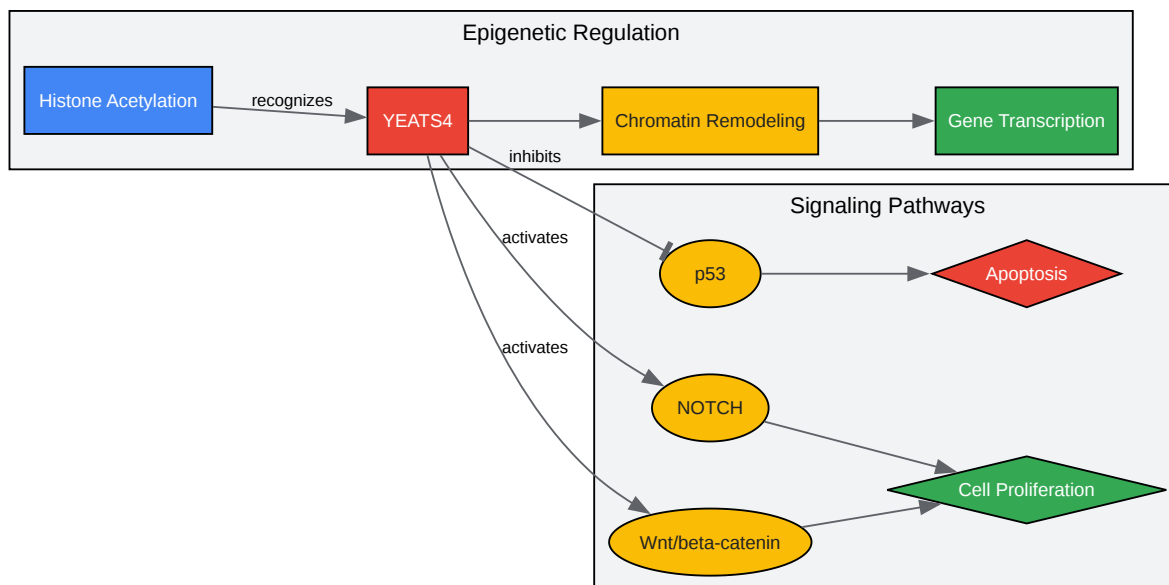 Epigenetic Regulation
Histone Acetylation
recognizes
YEATS4
Chromatin Remodeling
Gene Transcription
inhibits
Signaling Pathways
activates
p53
Apoptosis
activates
NOTCH
Cell Proliferation
Wnt/beta-catenin